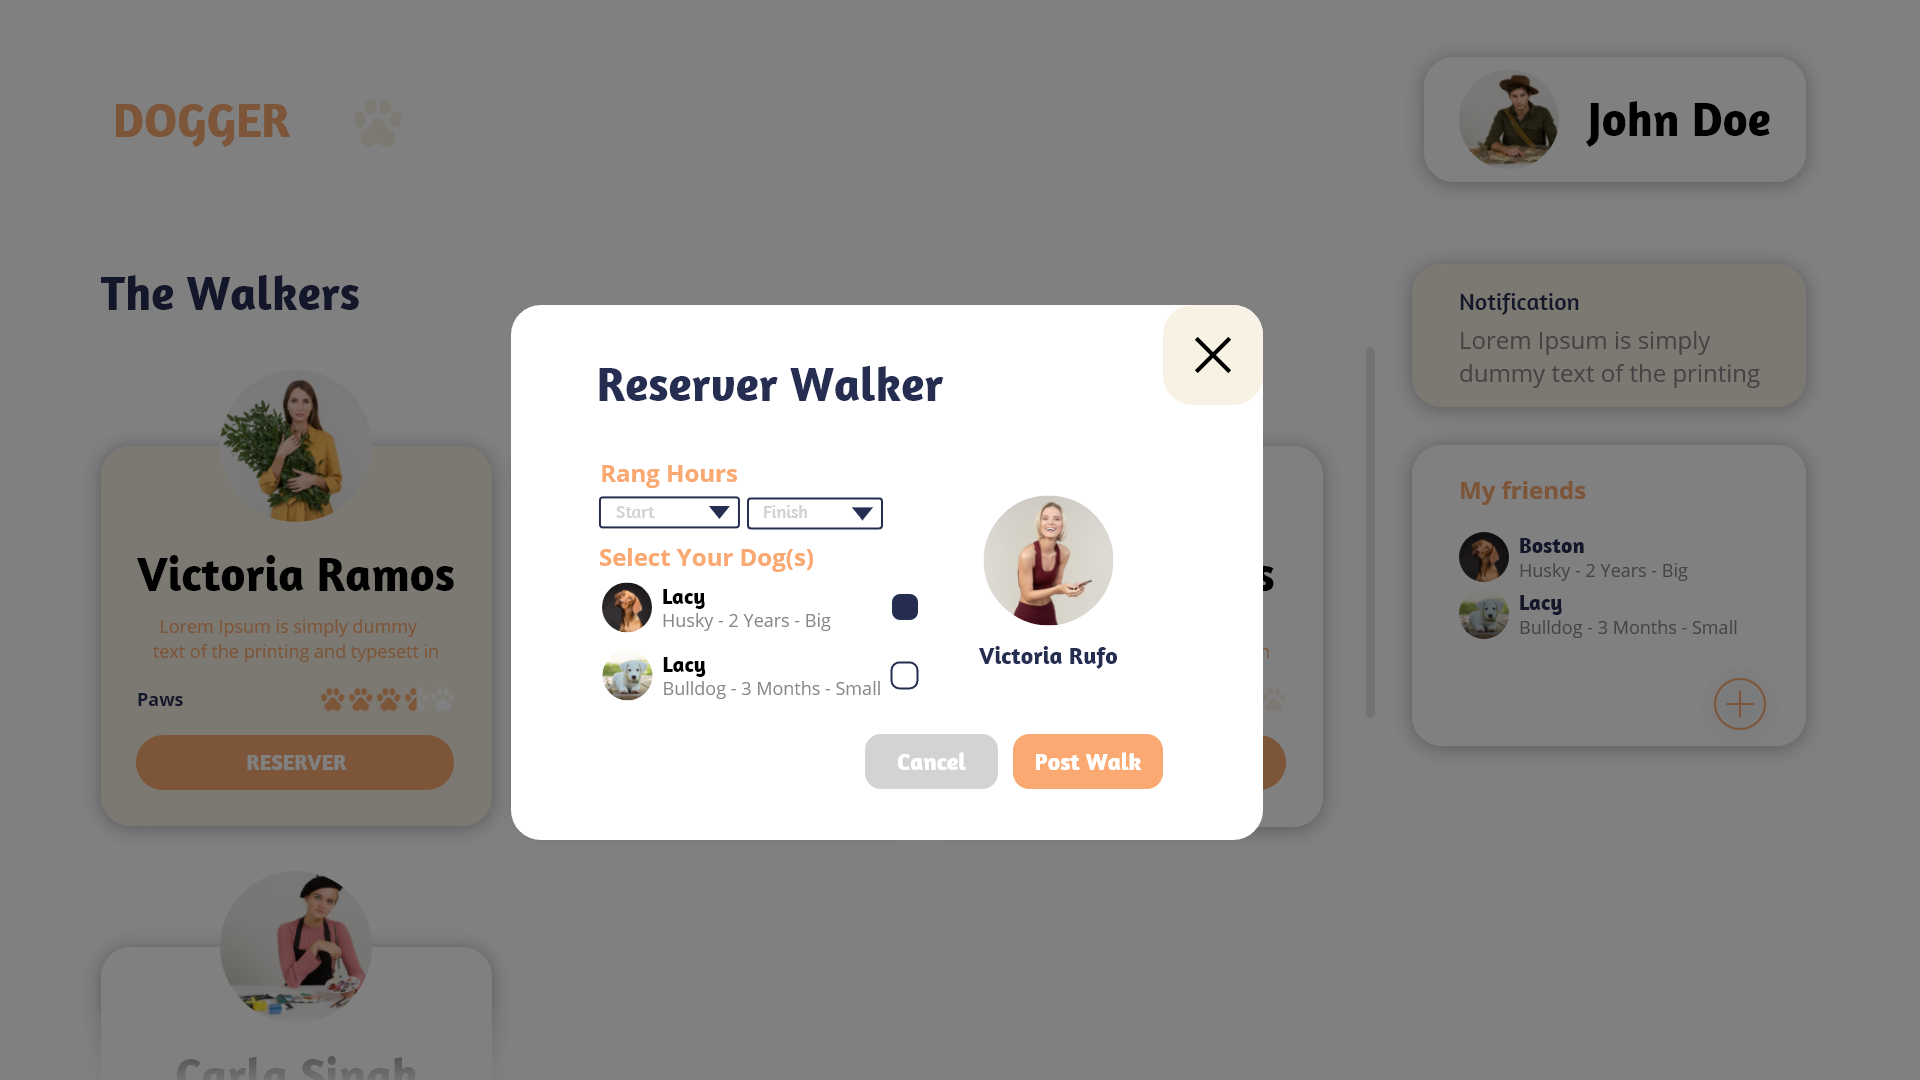 DOGGER
John Doe
The Walkers
Notification
Lorem Ipsum is simply
dummy text of the printing
Reserver Walker
Rang Hours
Start
Finish
Select Your Dog(s)
Lacy
Husky - 2 Years - Big
Lacy
Bulldog - 3 Months - Small
Victoria Rufo
Cancel
Post Walk
Victoria Ramos
Lorem Ipsum is simply dummy
text of the printing and typesett in
Paws
RESERVER
My friends
Boston
Husky - 2 Years - Big
Lacy
Bulldog - 3 Months - Small
Carla Singh